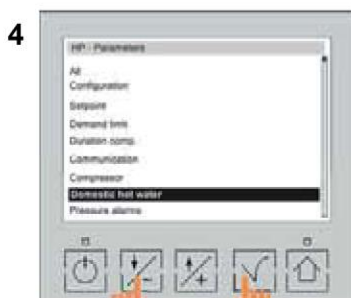 4
HP - Parameters
All
Configuration
Setpoint
Demand limit
Duration comp.
Communication
Compressor
Domestic hot water
Pressure alarms